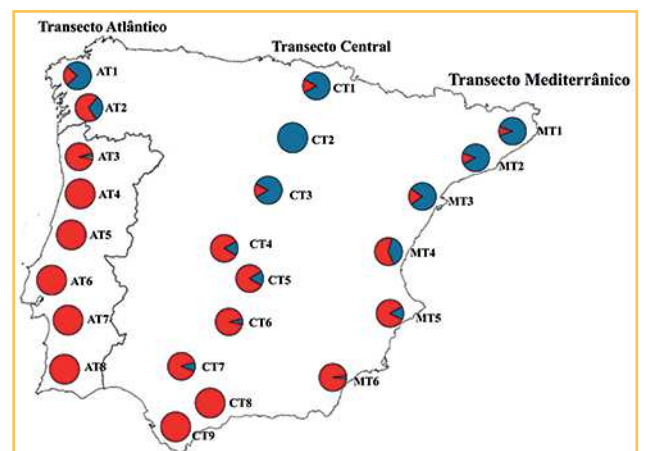 Transecto Atlântico
Transecto Central
Transecto Mediterrânico
AT1
AT2
AT3
AT4
AT5
AT6
AT7
AT8
CT1
CT2
CT3
CT4
CT5
CT6
CT7
CT8
CT9
MT1
MT2
MT3
MT4
MT5
MT6